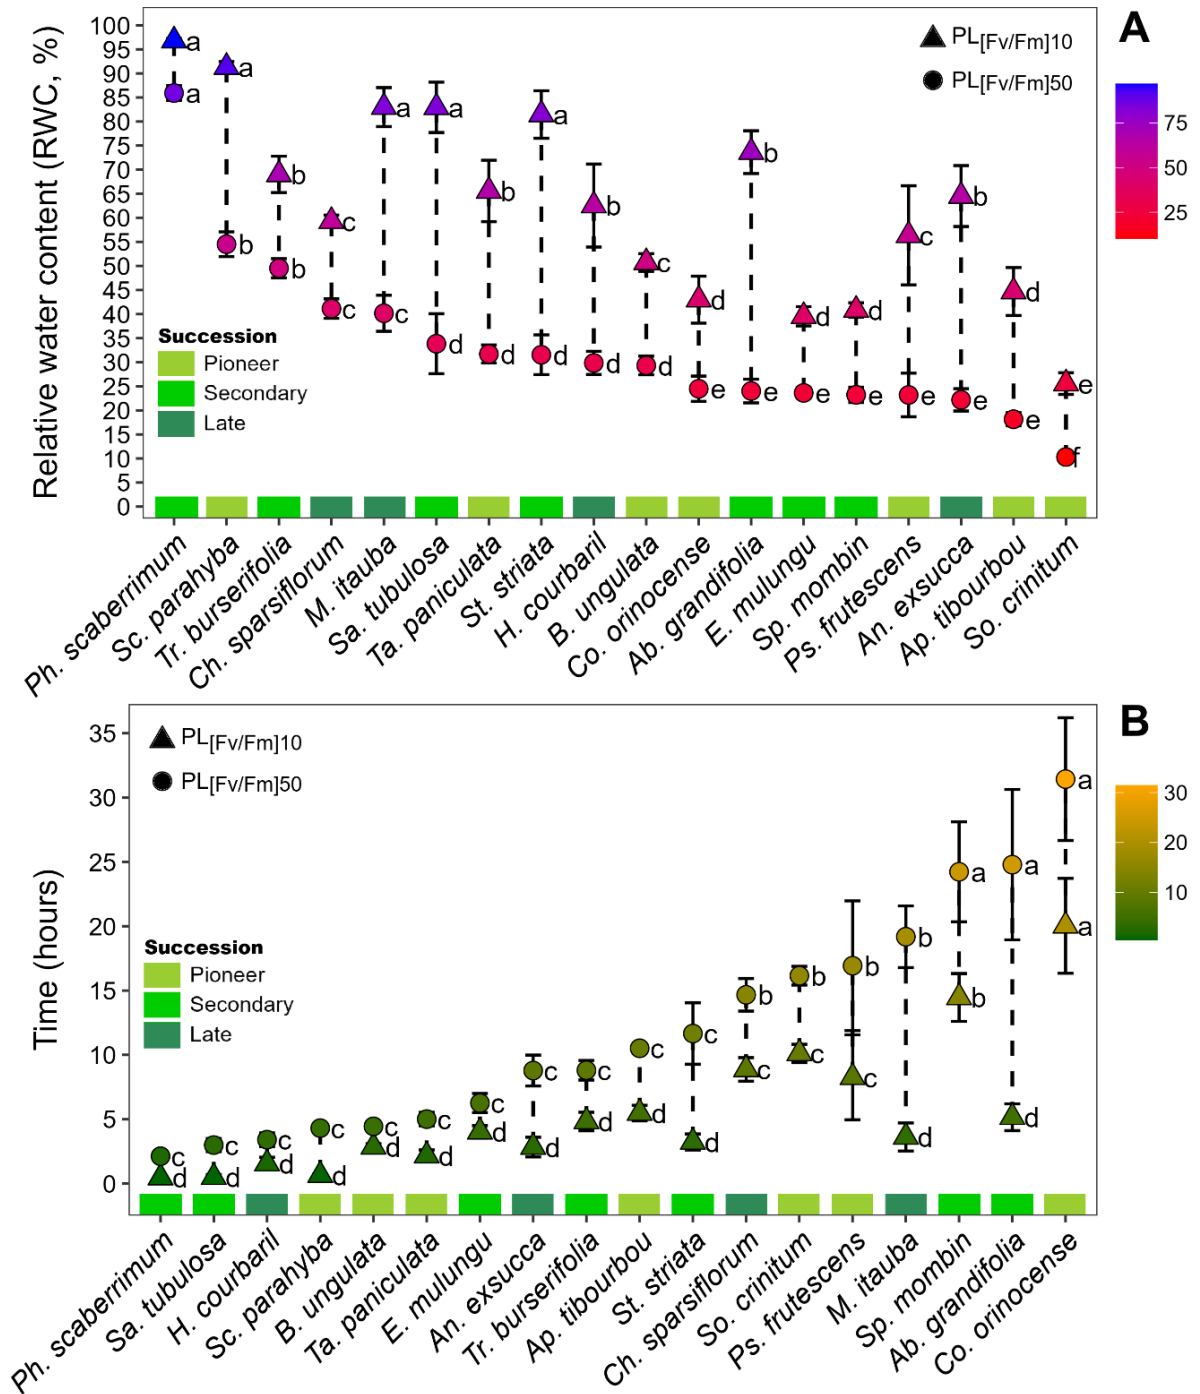 A
PL[Fv/Fm]10
PL[Fv/Fm]50
Relative water content (RWC, %)
100
95
90
85
80
75
70
65
60
55
50
45
40
35
30
25
20
15
10
5
0
a
a
b
c
a
a
b
a
b
c
d
b
d
d
c
b
d
e
a
b
b
c
c
d
d
d
d
d
e
e
e
e
e
e
e
f
75
50
25
Succession
Pioneer
Secondary
Late
Ph. scaberrimum
Sc. parahyba
Tr. burserifolia
Ch. sparsiflorum
M. itauba
Sa. tubulosa
Ta. paniculata
St. striata
H. courbaril
B. ungulata
Co. orinocense
Ab. grandifolia
E. mulungu
Sp. mombin
Ps. frutescens
An. exsucca
Ap. tibourbou
So. crinitum
B
PL[Fv/Fm]10
PL[Fv/Fm]50
Time (hours)
35
30
25
20
15
10
5
0
c
c
c
c
c
c
c
c
c
c
c
b
b
b
b
a
a
a
d
d
d
d
d
d
d
d
d
d
d
c
c
c
d
b
d
a
30
20
10
Succession
Pioneer
Secondary
Late
Ph. scaberrimum
Sa. tubulosa
H. courbaril
Sc. parahyba
B. ungulata
Ta. paniculata
E. mulungu
An. exsucca
Tr. burserifolia
Ap. tibourbou
St. striata
Ch. sparsiflorum
So. crinitum
Ps. frutescens
M. itauba
Sp. mombin
Ab. grandifolia
Co. orinocense